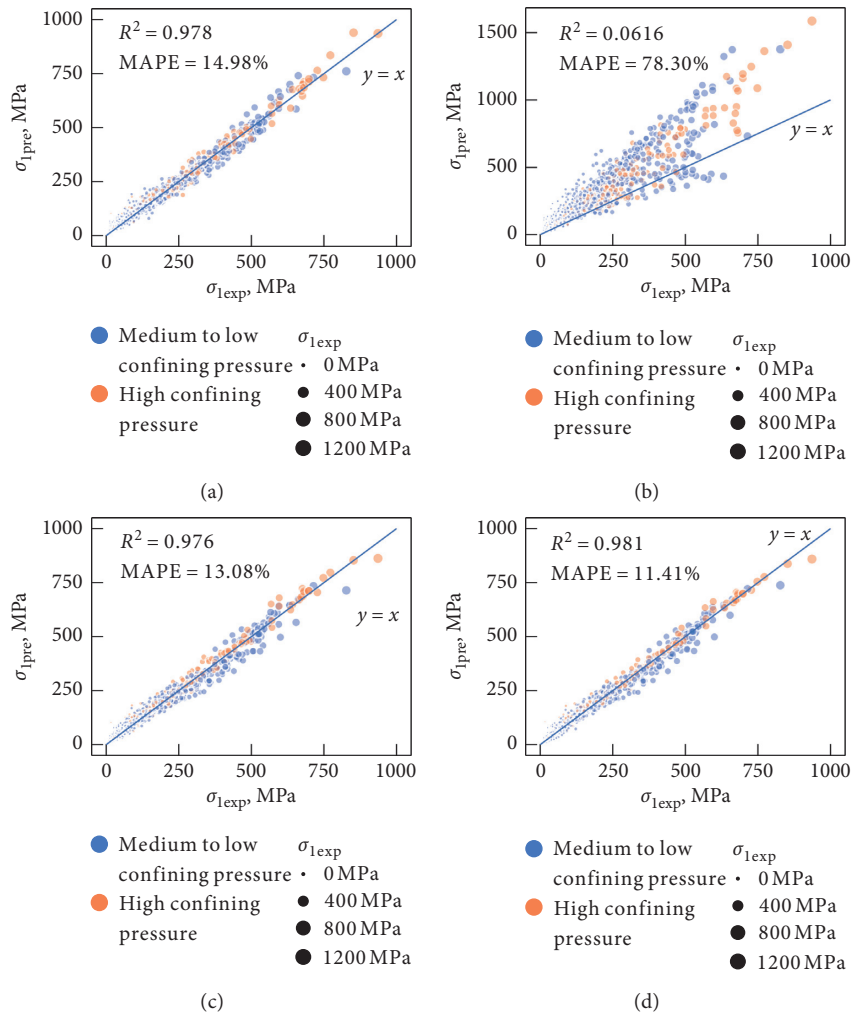 R² = 0.978
MAPE = 14.98%
y = x
1000
750
500
250
0
σ1pre, MPa
0 250 500 750 1000
σ1exp, MPa
Medium to low
confining pressure
High confining
pressure
σ1exp
0 MPa
400 MPa
800 MPa
1200 MPa
(a)
R² = 0.0616
MAPE = 78.30%
y = x
1500
1000
500
0
σ1pre, MPa
0 250 500 750 1000
σ1exp, MPa
Medium to low
confining pressure
High confining
pressure
σ1exp
0 MPa
400 MPa
800 MPa
1200 MPa
(b)
R² = 0.976
MAPE = 13.08%
y = x
1000
750
500
250
0
σ1pre, MPa
0 250 500 750 1000
σ1exp, MPa
Medium to low
confining pressure
High confining
pressure
σ1exp
0 MPa
400 MPa
800 MPa
1200 MPa
(c)
R² = 0.981
MAPE = 11.41%
y = x
1000
750
500
250
0
σ1pre, MPa
0 250 500 750 1000
σ1exp, MPa
Medium to low
confining pressure
High confining
pressure
σ1exp
0 MPa
400 MPa
800 MPa
1200 MPa
(d)